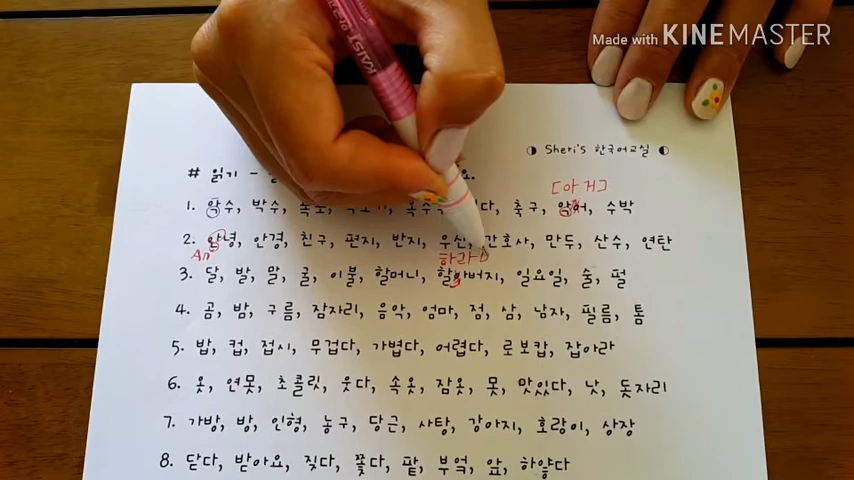 Made with KINEMASTER
KAIST
Sheri's 한국어교실
# 읽기 -
[아거]
1. 악수, 박수, 축구, 악어, 수박
2. 안녕, 안경, 친구, 편지, 반지, 우산, 간호사, 만두, 산수, 연탄
An
하라
3. 달, 발, 말, 굴, 이불, 할머니, 할아버지, 일요일, 술, 펄
4. 곰, 밤, 구름, 잠자리, 음악, 엄마, 점, 삼, 남자, 필름, 톰
5. 밥, 컵, 접시, 무겁다, 가볍다, 어렵다, 로보캅, 잡아라
6. 옷, 연못, 초콜릿, 웃다, 속옷, 잠옷, 못, 맛있다, 낫, 돗자리
7. 가방, 방, 인형, 농구, 당근, 사탕, 강아지, 호랑이, 상장
8. 닫다, 받아요, 짖다, 쫓다, 팥, 부엌, 앞, 하얗다